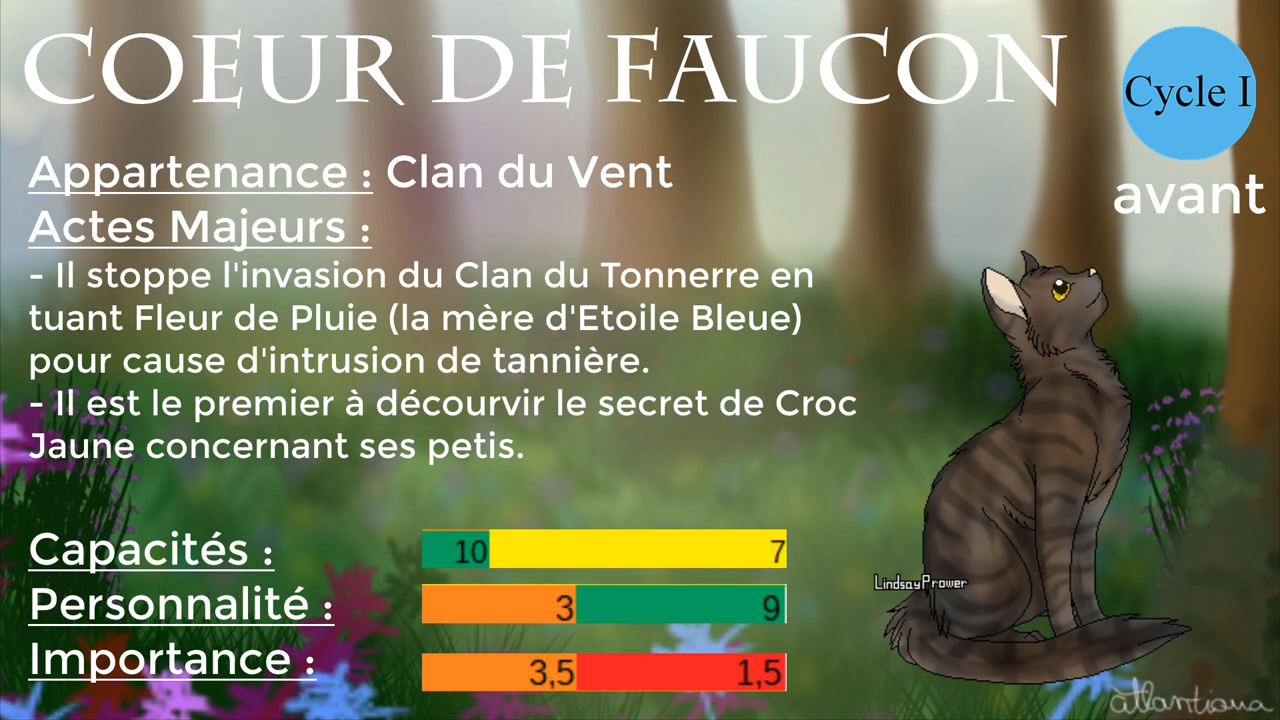 COEUR DE FAUCON
Cycle I
avant
Appartenance : Clan du Vent
Actes Majeurs :
- Il stoppe l'invasion du Clan du Tonnerre en
tuant Fleur de Pluie (la mère d'Etoile Bleue)
pour cause d'intrusion de tannière.
- Il est le premier à décourvir le secret de Croc
Jaune concernant ses petis.
Capacités : 10 7
Personnalité : 3 9
Importance : 3,5 1,5
LindsayPrower
atlantiana